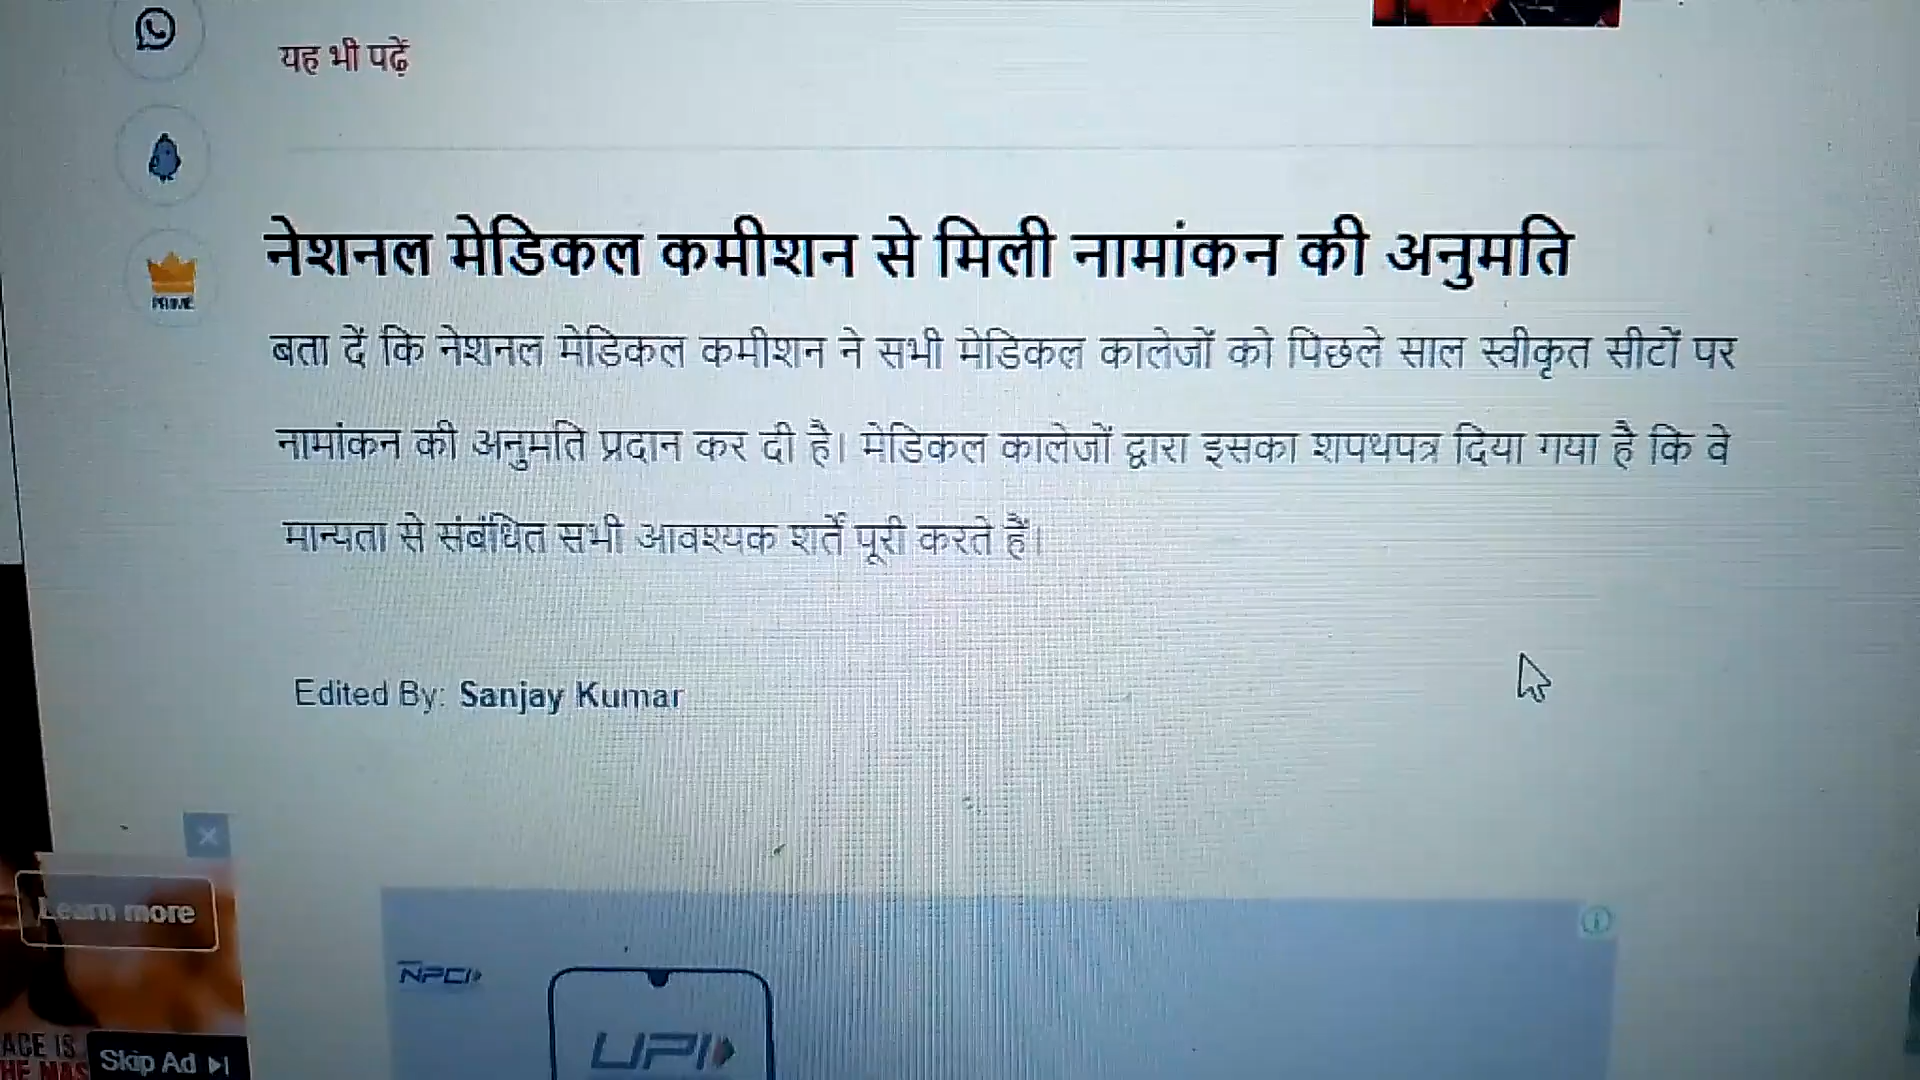 यह भी पढ़ें
PRIME
नेशनल मेडिकल कमीशन से मिली नामांकन की अनुमति
बता दें कि नेशनल मेडिकल कमीशन ने सभी मेडिकल कालेजों को पिछले साल स्वीकृत सीटों पर
नामांकन की अनुमति प्रदान कर दी है। मेडिकल कालेजों द्वारा इसका शपथपत्र दिया गया है कि वे
मान्यता से संबंधित सभी आवश्यक शर्तें पूरी करते हैं।
Edited By: Sanjay Kumar
Learn more
NPCI
UPI
Skip Ad